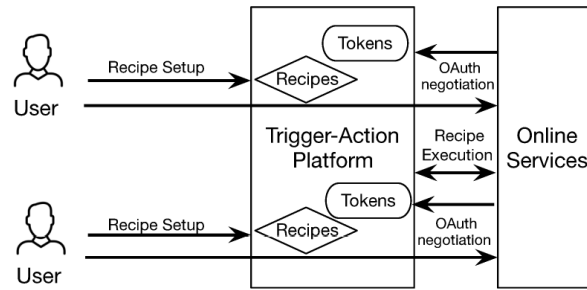 Tokens
Recipe Setup
Recipes
OAuth
negotiation
User
Trigger-Action
Platform
Recipe
Execution
Online
Services
Tokens
Recipe Setup
Recipes
OAuth
negotiation
User